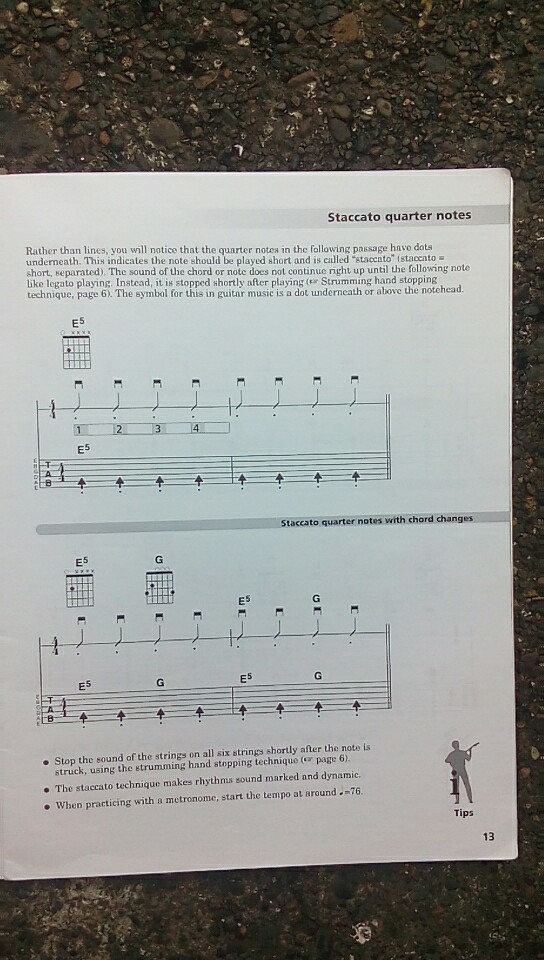 Staccato quarter notes
Rather than lines, you will notice that the quarter notes in the following passage have dots
underneath. This indicates the note should be played short and is called "staccato" (staccato =
short, separated). The sound of the chord or note does not continue right up until the following note
like legato playing. Instead, it is stopped shortly after playing (☞ Strumming hand stopping
technique, page 6). The symbol for this in guitar music is a dot underneath or above the notehead.
E5
○ ××××
1 2 3 4
E5
E
B
G
D
A
E
T
A
B
Staccato quarter notes with chord changes
E5 G
○ ×××× ○○○
E5 G
E5 G E5 G
E
B
G
D
A
E
T
A
B
• Stop the sound of the strings on all six strings shortly after the note is
struck, using the strumming hand stopping technique (☞ page 6).
• The staccato technique makes rhythms sound marked and dynamic.
• When practicing with a metronome, start the tempo at around ♩=76.
i
Tips
13